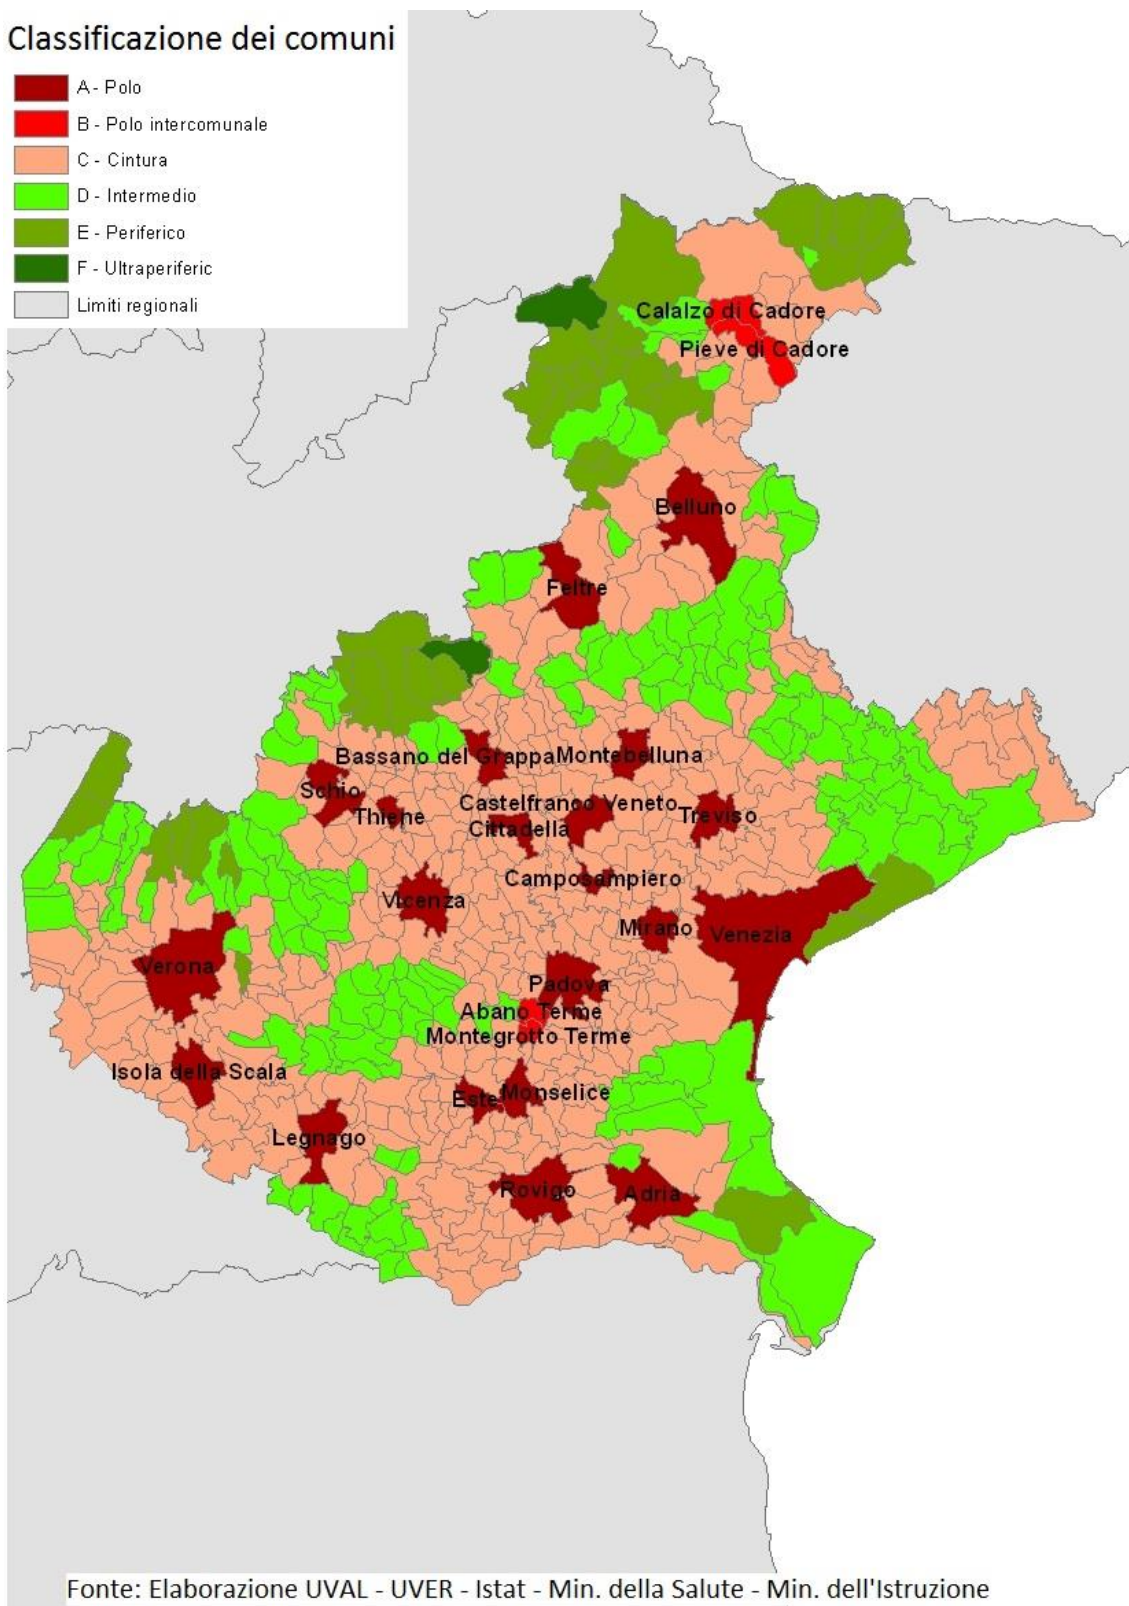 Classificazione dei comuni
A - Polo
B - Polo intercomunale
C - Cintura
D - Intermedio
E - Periferico
F - Ultraperiferic
Limiti regionali
Calalzo di Cadore
Pieve di Cadore
Belluno
Feltre
Bassano del Grappa
Montebelluna
Schio
Thiene
Castelfranco Veneto
Cittadella
Treviso
Camposampiero
Vicenza
Mirano
Venezia
Verona
Padova
Abano Terme
Montegrotto Terme
Isola della Scala
Este
Monselice
Legnago
Rovigo
Adria
Fonte: Elaborazione UVAL - UVER - Istat - Min. della Salute - Min. dell'Istruzione